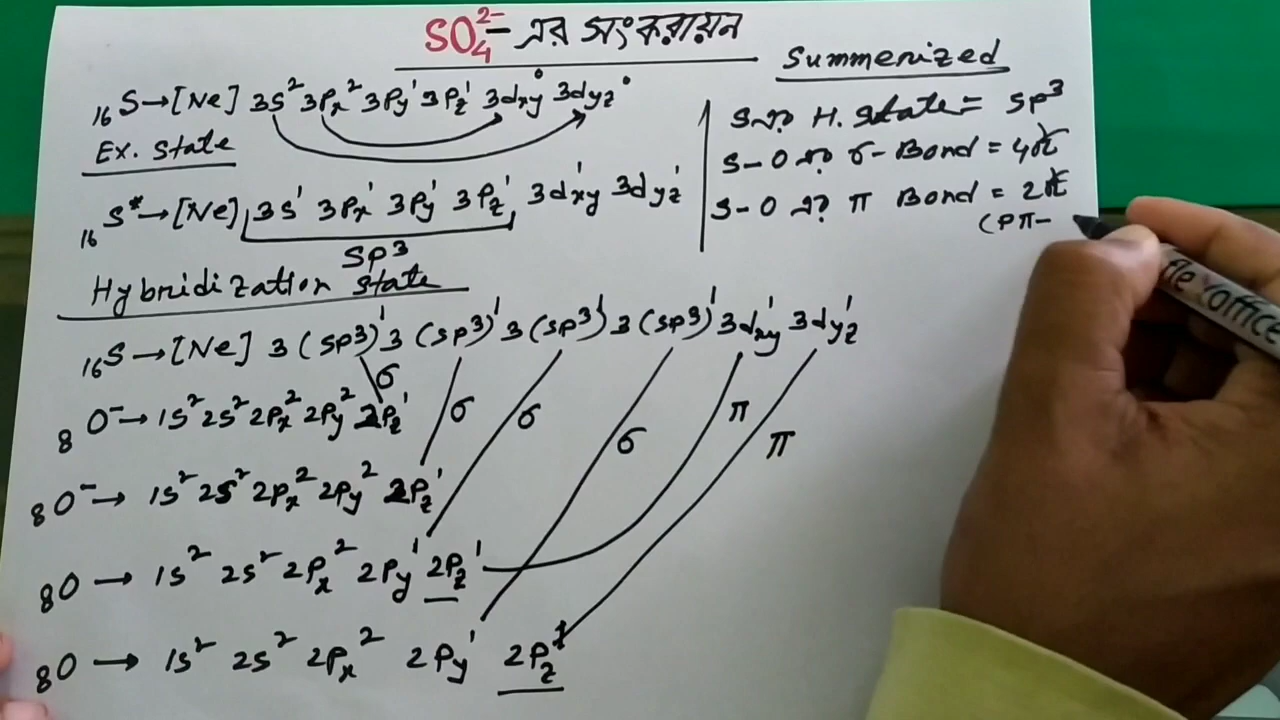 SO₄²⁻ এর সংকরায়ন
₁₆S→[Ne] 3s² 3Px² 3Py¹ 3Pz¹ 3dxy⁰ 3dyz⁰
Ex. State
₁₆S*→[Ne] 3s¹ 3Px¹ 3Py¹ 3Pz¹ 3d¹xy 3dyz¹
SP³
Hybridization state
₁₆S→[Ne] 3(SP³)¹ 3(SP³)¹ 3(SP³)¹ 3(SP³)¹ 3dxy¹ 3dyz¹
σ σ σ σ π π
₈O⁻→ 1s² 2s² 2Px² 2Py² 2Pz¹
₈O⁻→ 1s² 2s² 2Px² 2Py² 2Pz¹
₈O → 1s² 2s² 2Px² 2Py¹ 2Pz¹
₈O → 1s² 2s² 2Px² 2Py¹ 2Pz¹
Summerized
S এর H. State = SP³
S-O এর σ-Bond = 4টি
S-O এর π Bond = 2টি
(Pπ-
flexoffice